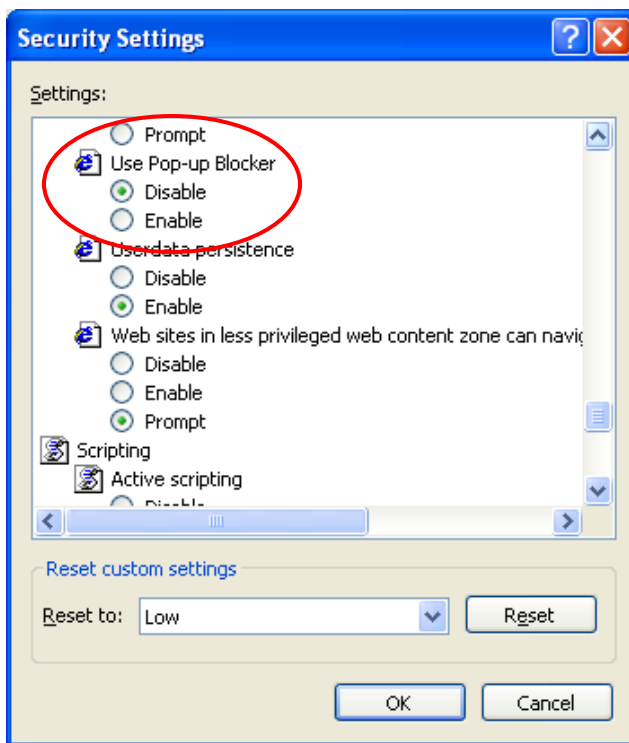 Security Settings
Settings:
Prompt
Use Pop-up Blocker
Disable
Enable
Userdata persistence
Disable
Enable
Web sites in less privileged web content zone can navig
Disable
Enable
Prompt
Scripting
Active scripting
Disable
Reset custom settings
Reset to: Low Reset
OK Cancel